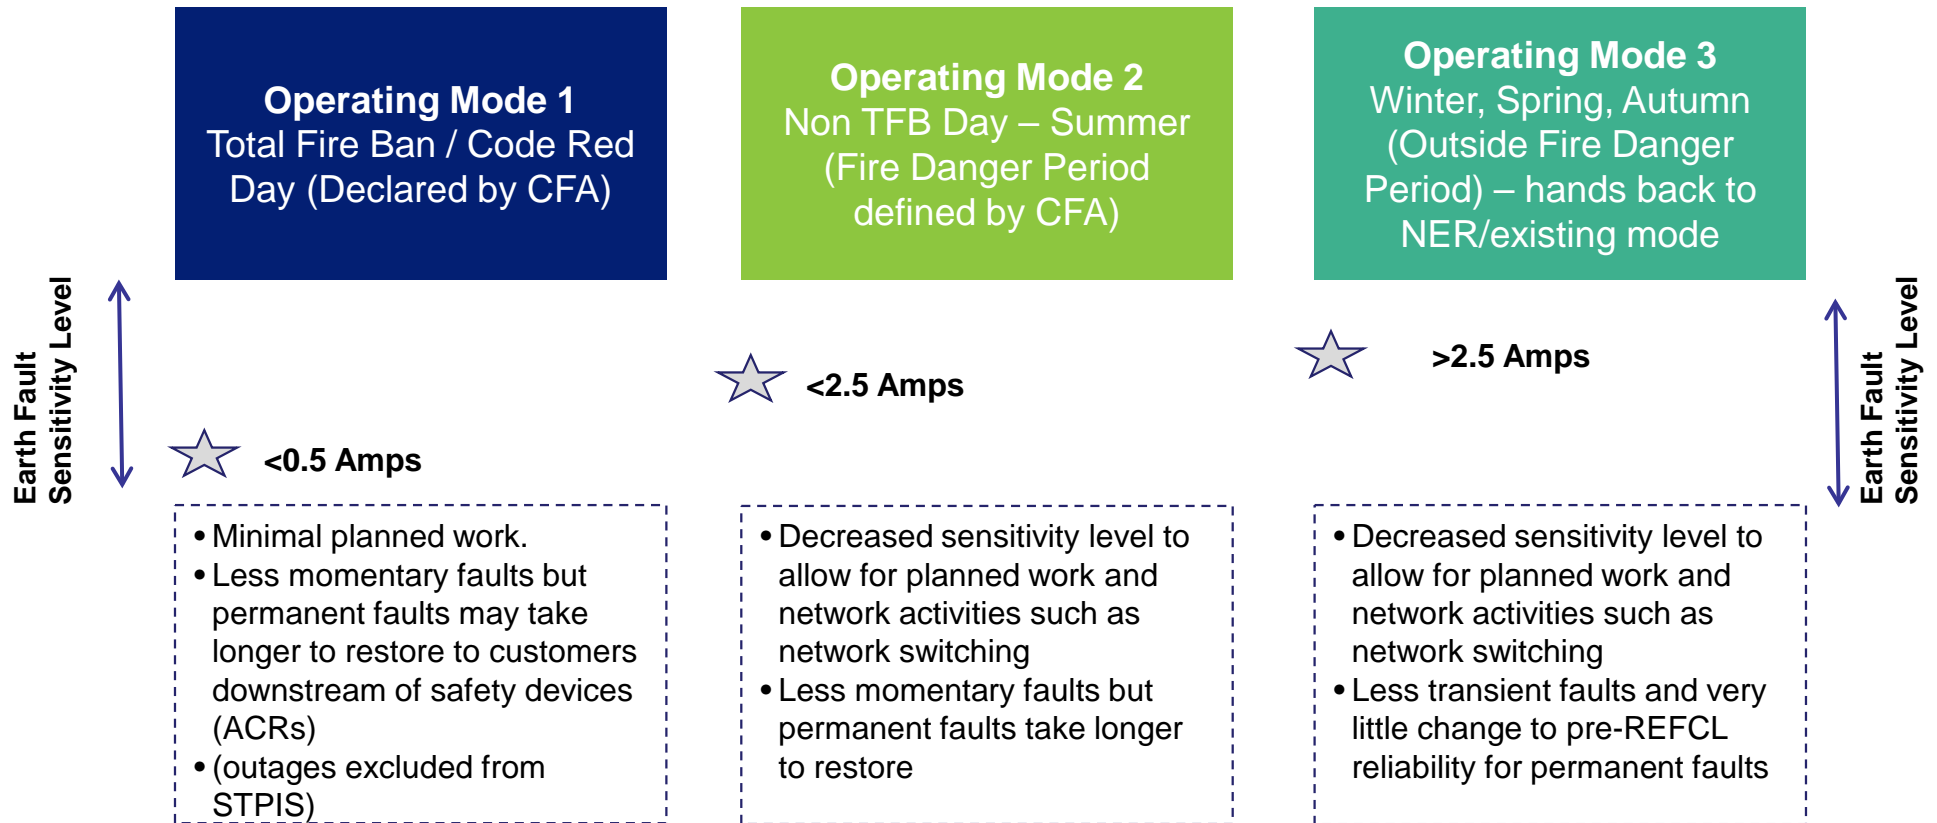 Operating Mode 1
Total Fire Ban / Code Red
Day (Declared by CFA)
Operating Mode 2
Non TFB Day – Summer
(Fire Danger Period
defined by CFA)
Operating Mode 3
Winter, Spring, Autumn
(Outside Fire Danger
Period) – hands back to
NER/existing mode
Earth Fault
Sensitivity Level
<0.5 Amps
<2.5 Amps
>2.5 Amps
Earth Fault
Sensitivity Level
• Minimal planned work.
• Less momentary faults but
permanent faults may take
longer to restore to customers
downstream of safety devices
(ACRs)
• (outages excluded from
STPIS)
• Decreased sensitivity level to
allow for planned work and
network activities such as
network switching
• Less momentary faults but
permanent faults take longer
to restore
• Decreased sensitivity level to
allow for planned work and
network activities such as
network switching
• Less transient faults and very
little change to pre-REFCL
reliability for permanent faults